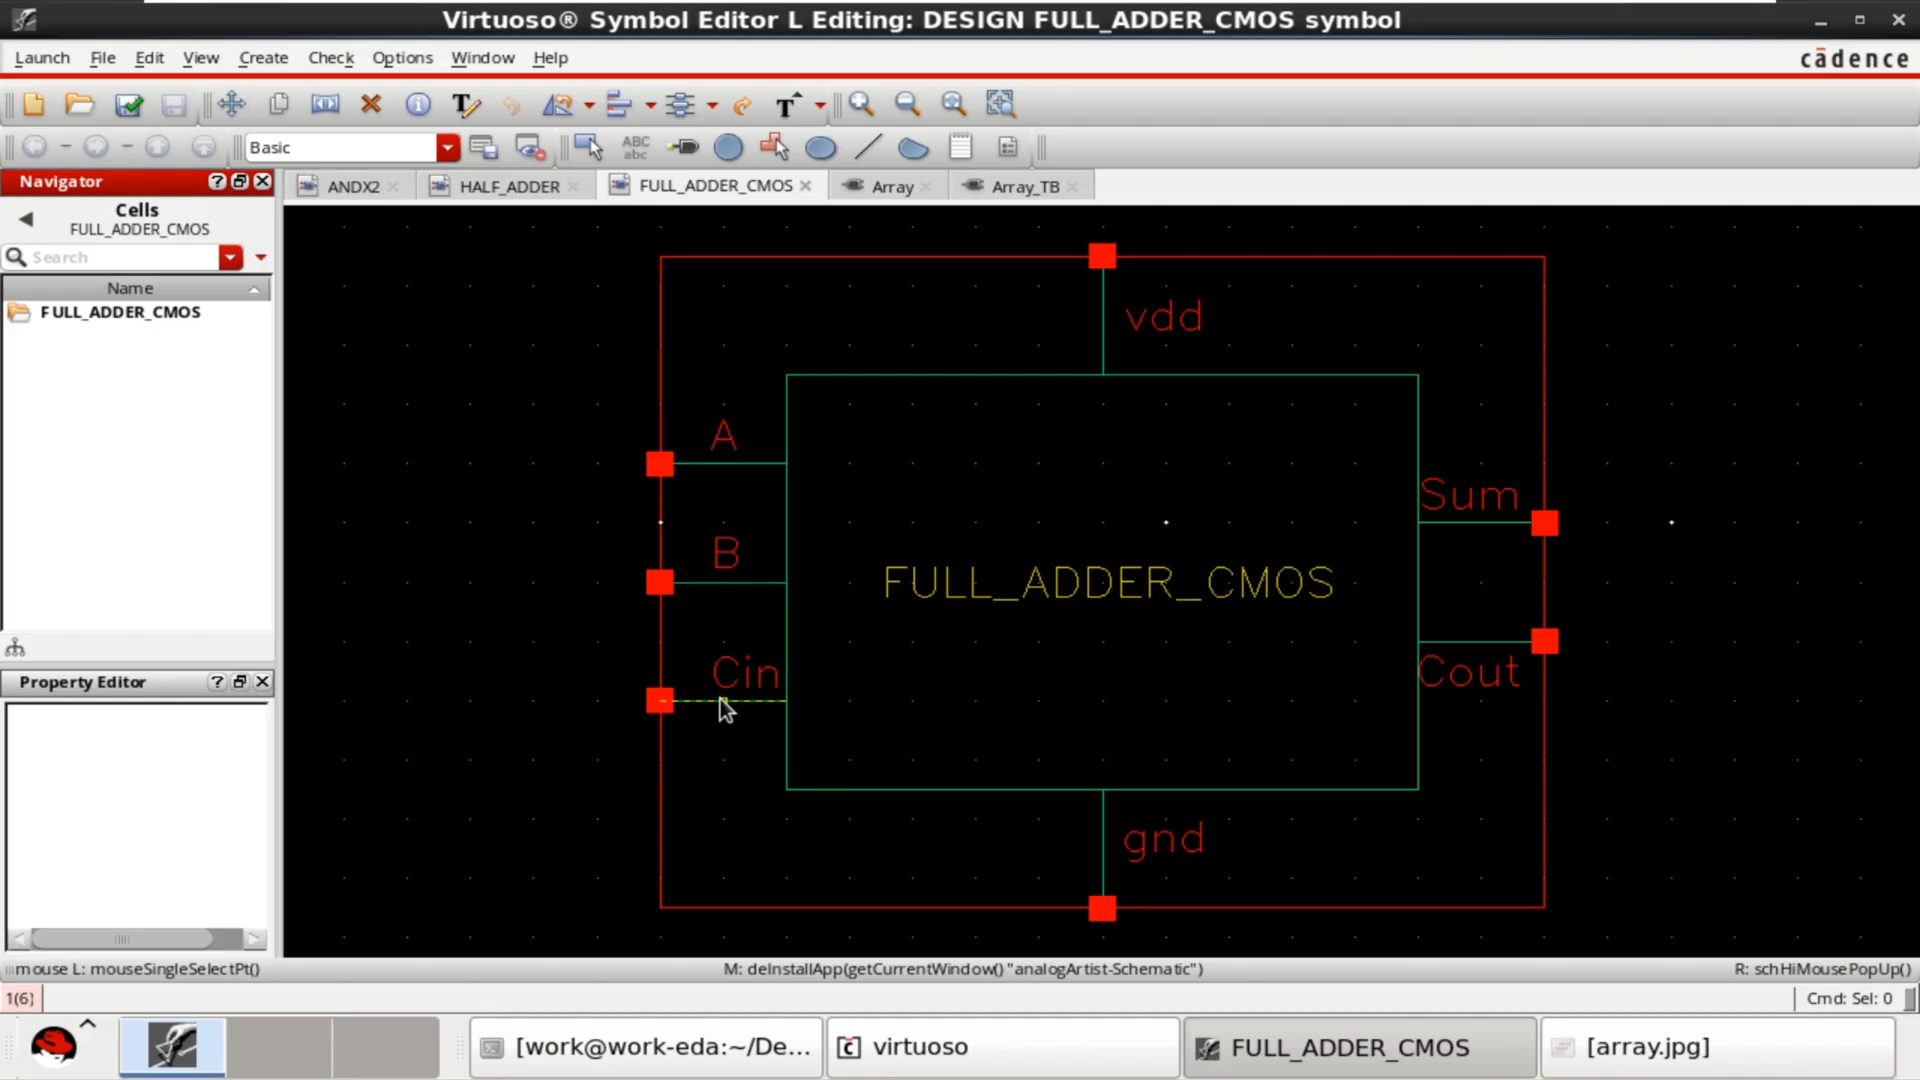 Virtuoso® Symbol Editor L Editing: DESIGN FULL_ADDER_CMOS symbol
Launch File Edit View Create Check Options Window Help cādence
T T
Basic ABC abc
Navigator ANDX2 HALF_ADDER FULL_ADDER_CMOS Array Array_TB
Cells
FULL_ADDER_CMOS
Search
Name
FULL_ADDER_CMOS
vdd
A
Sum
B
FULL_ADDER_CMOS
Cin
Cout
gnd
Property Editor
mouse L: mouseSingleSelectPt() M: deInstallApp(getCurrentWindow() "analogArtist-Schematic") R: schHiMousePopUp()
1(6) Cmd: Sel: 0
[work@work-eda:~/De... virtuoso FULL_ADDER_CMOS [array.jpg]